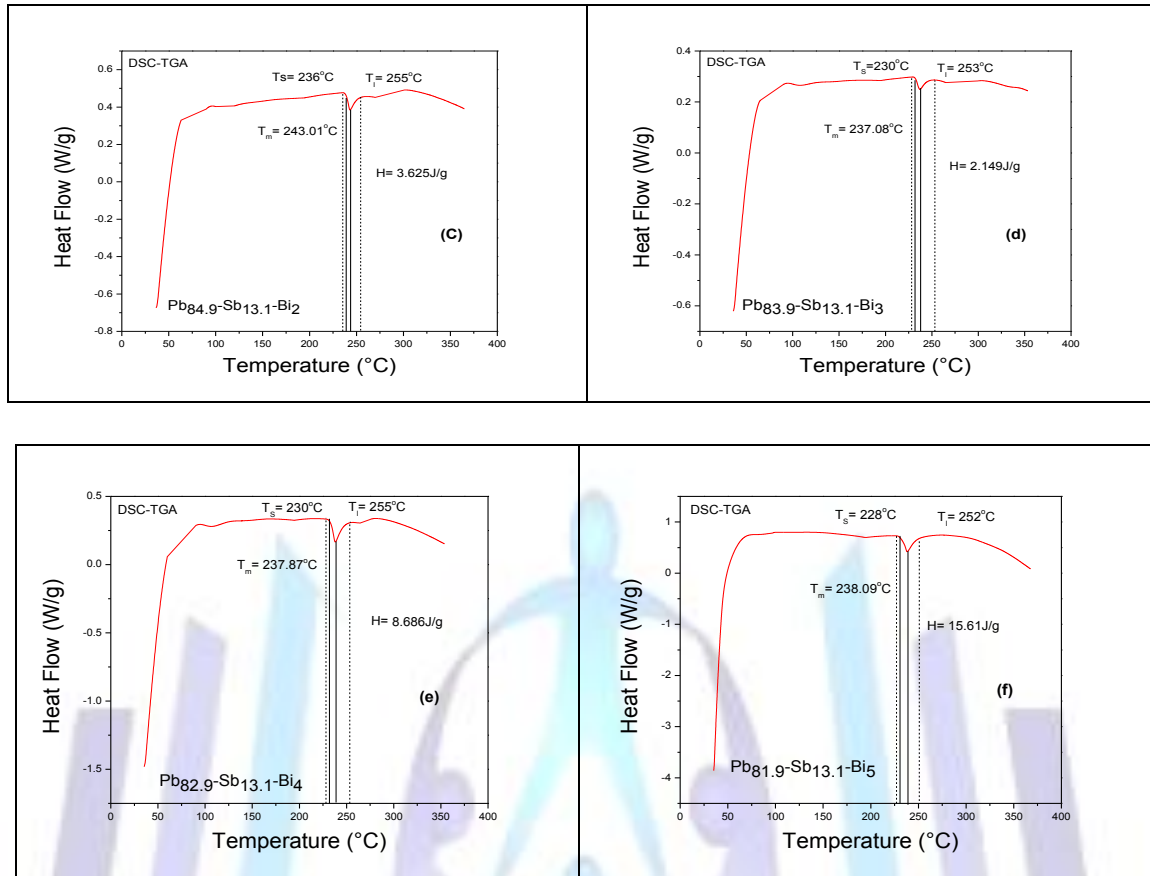 DSC-TGA
Ts= 236°C
Tl= 255°C
Tm= 243.01°C
H= 3.625J/g
(C)
Pb84.9-Sb13.1-Bi2
Heat Flow (W/g)
0.6
0.4
0.2
0.0
-0.2
-0.4
-0.6
-0.8
0 50 100 150 200 250 300 350 400
Temperature (°C)
DSC-TGA
TS=230°C
Tl= 253°C
Tm= 237.08°C
H= 2.149J/g
(d)
Pb83.9-Sb13.1-Bi3
Heat Flow (W/g)
0.4
0.2
0.0
-0.2
-0.4
-0.6
0 50 100 150 200 250 300 350 400
Temperature (°C)
DSC-TGA
TS= 230°C
Tl= 255°C
Tm= 237.87°C
H= 8.686J/g
(e)
Pb82.9-Sb13.1-Bi4
Heat Flow (W/g)
0.5
0.0
-0.5
-1.0
-1.5
0 50 100 150 200 250 300 350 400
Temperature (°C)
DSC-TGA
TS= 228°C
Tl= 252°C
Tm= 238.09°C
H= 15.61J/g
(f)
Pb81.9-Sb13.1-Bi5
Heat Flow (W/g)
1
0
-1
-2
-3
-4
0 50 100 150 200 250 300 350 400
Temperature (°C)